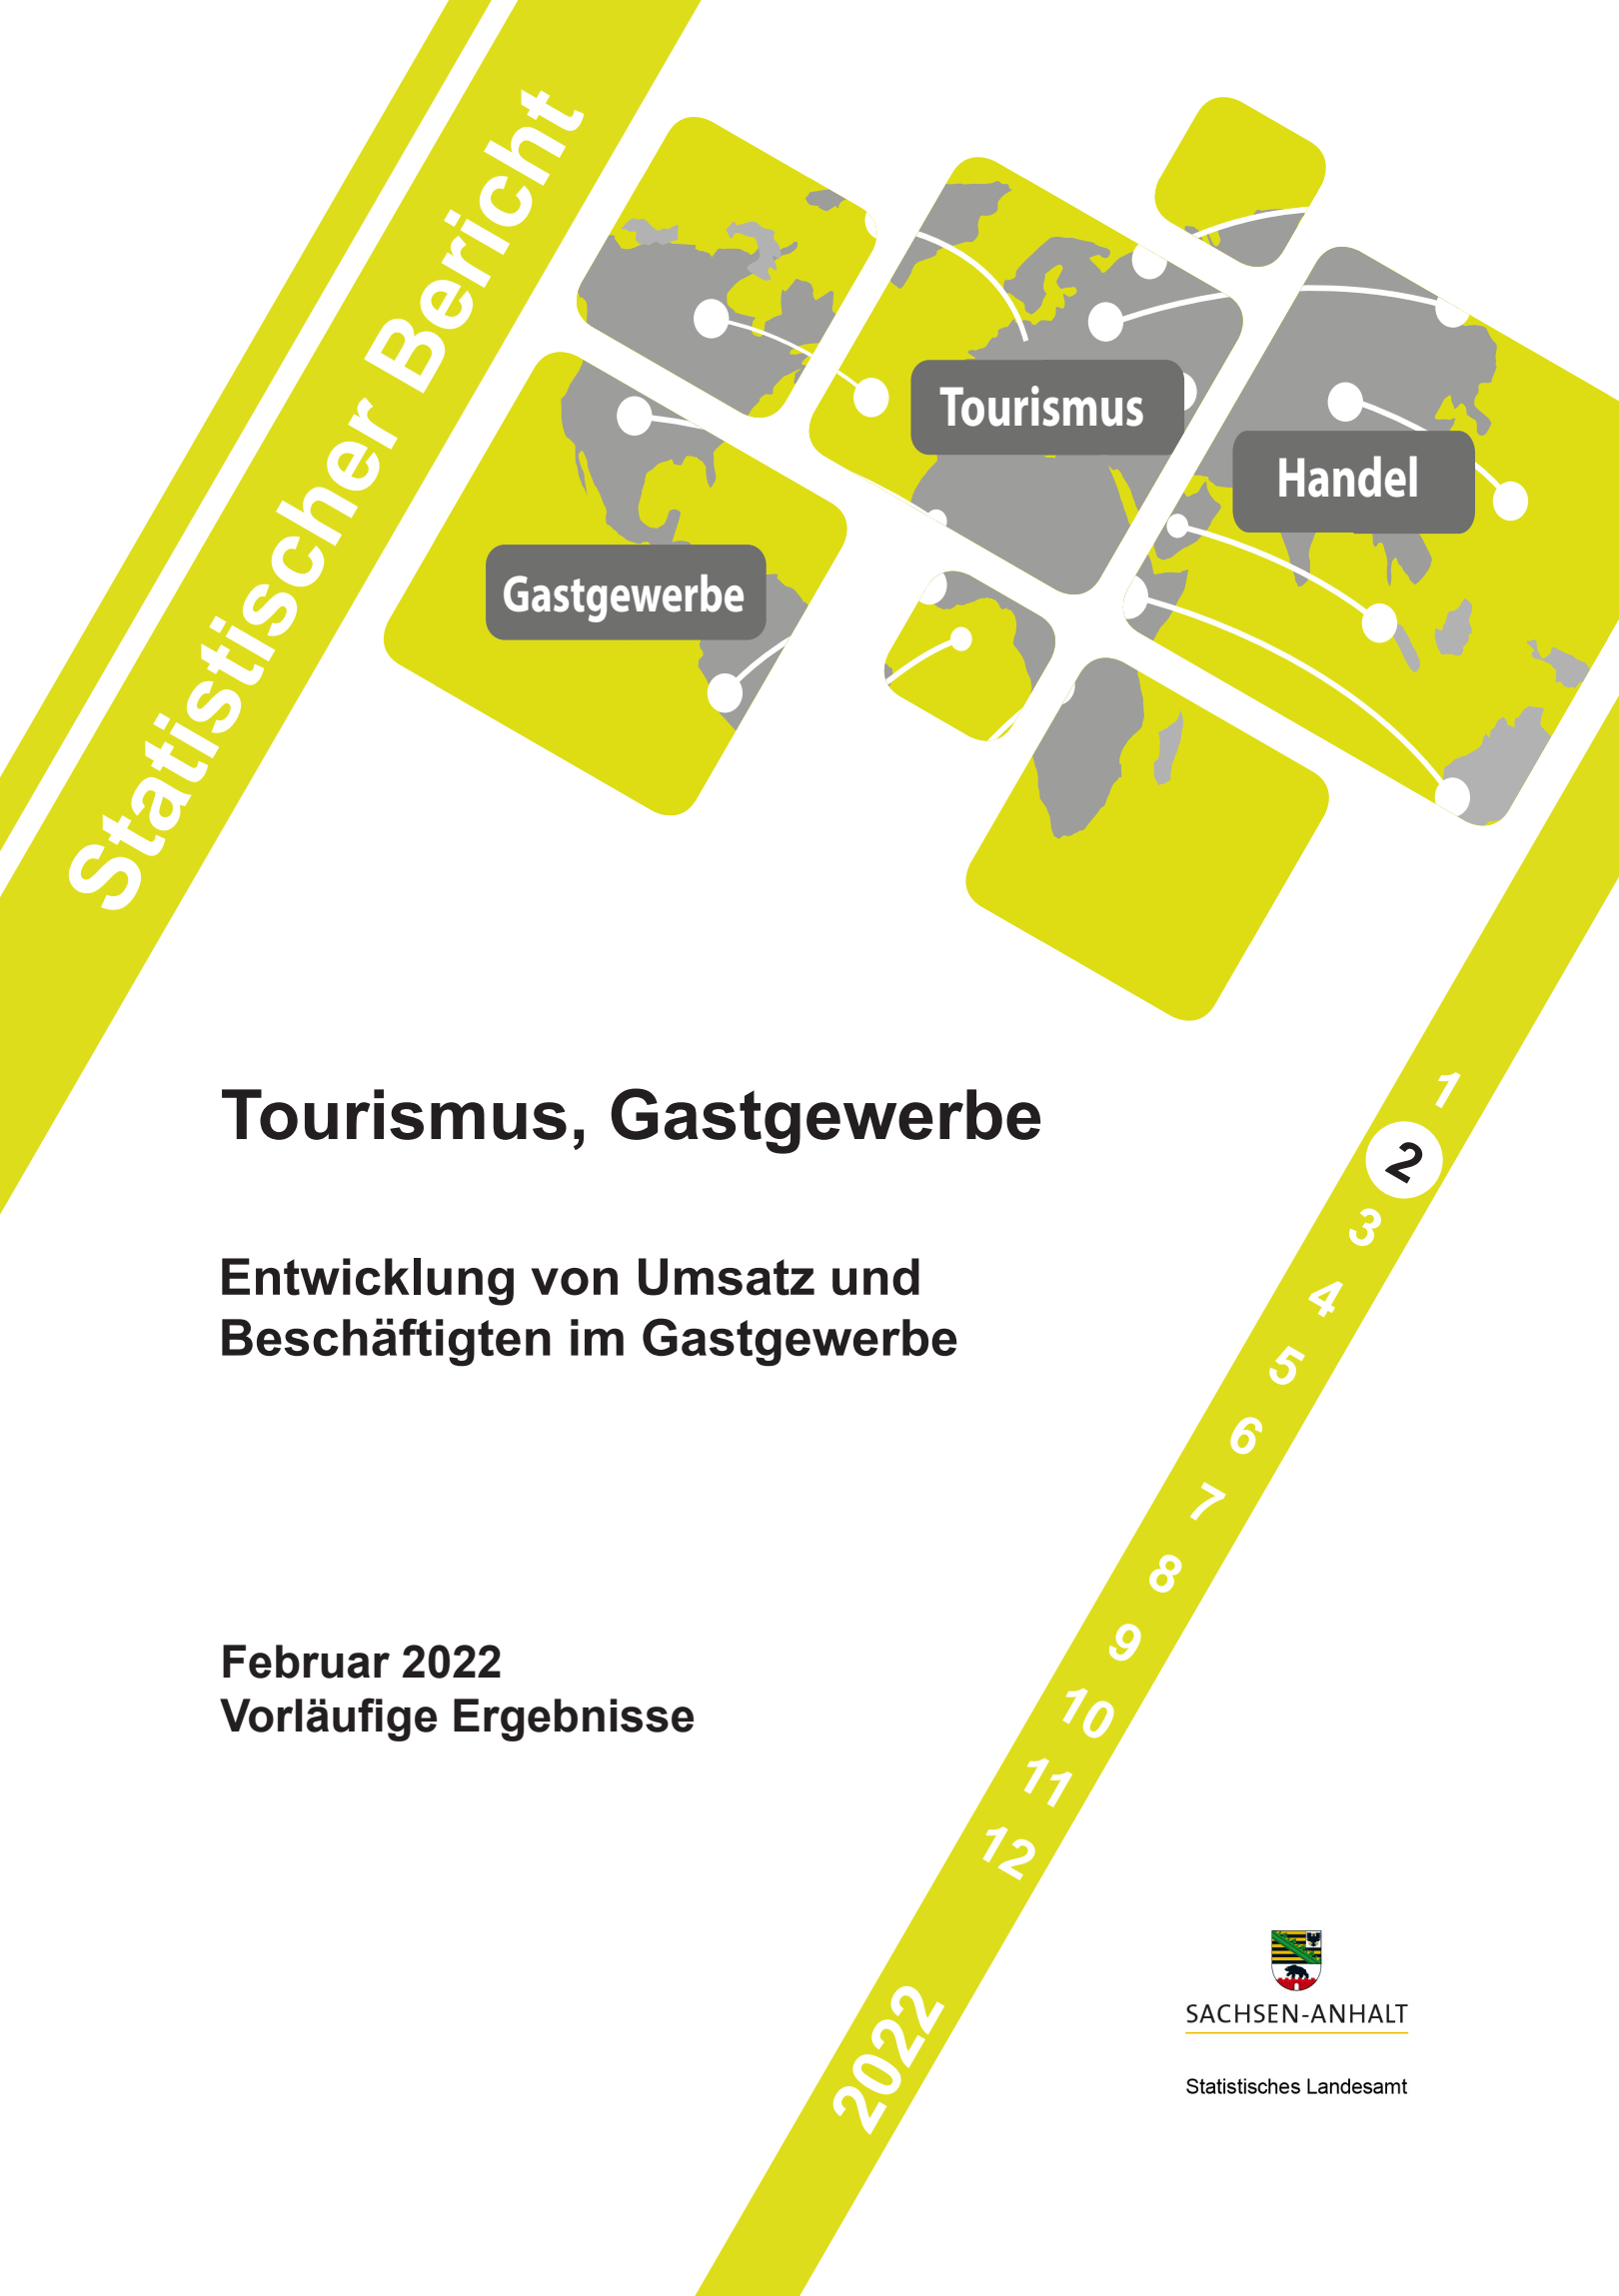 Statistischer Bericht
Tourismus
Handel
Gastgewerbe
Tourismus, Gastgewerbe
Entwicklung von Umsatz und
Beschäftigten im Gastgewerbe
Februar 2022
Vorläufige Ergebnisse
1
2
3
4
5
6
7
8
9
10
11
12
2022
SACHSEN-ANHALT
Statistisches Landesamt